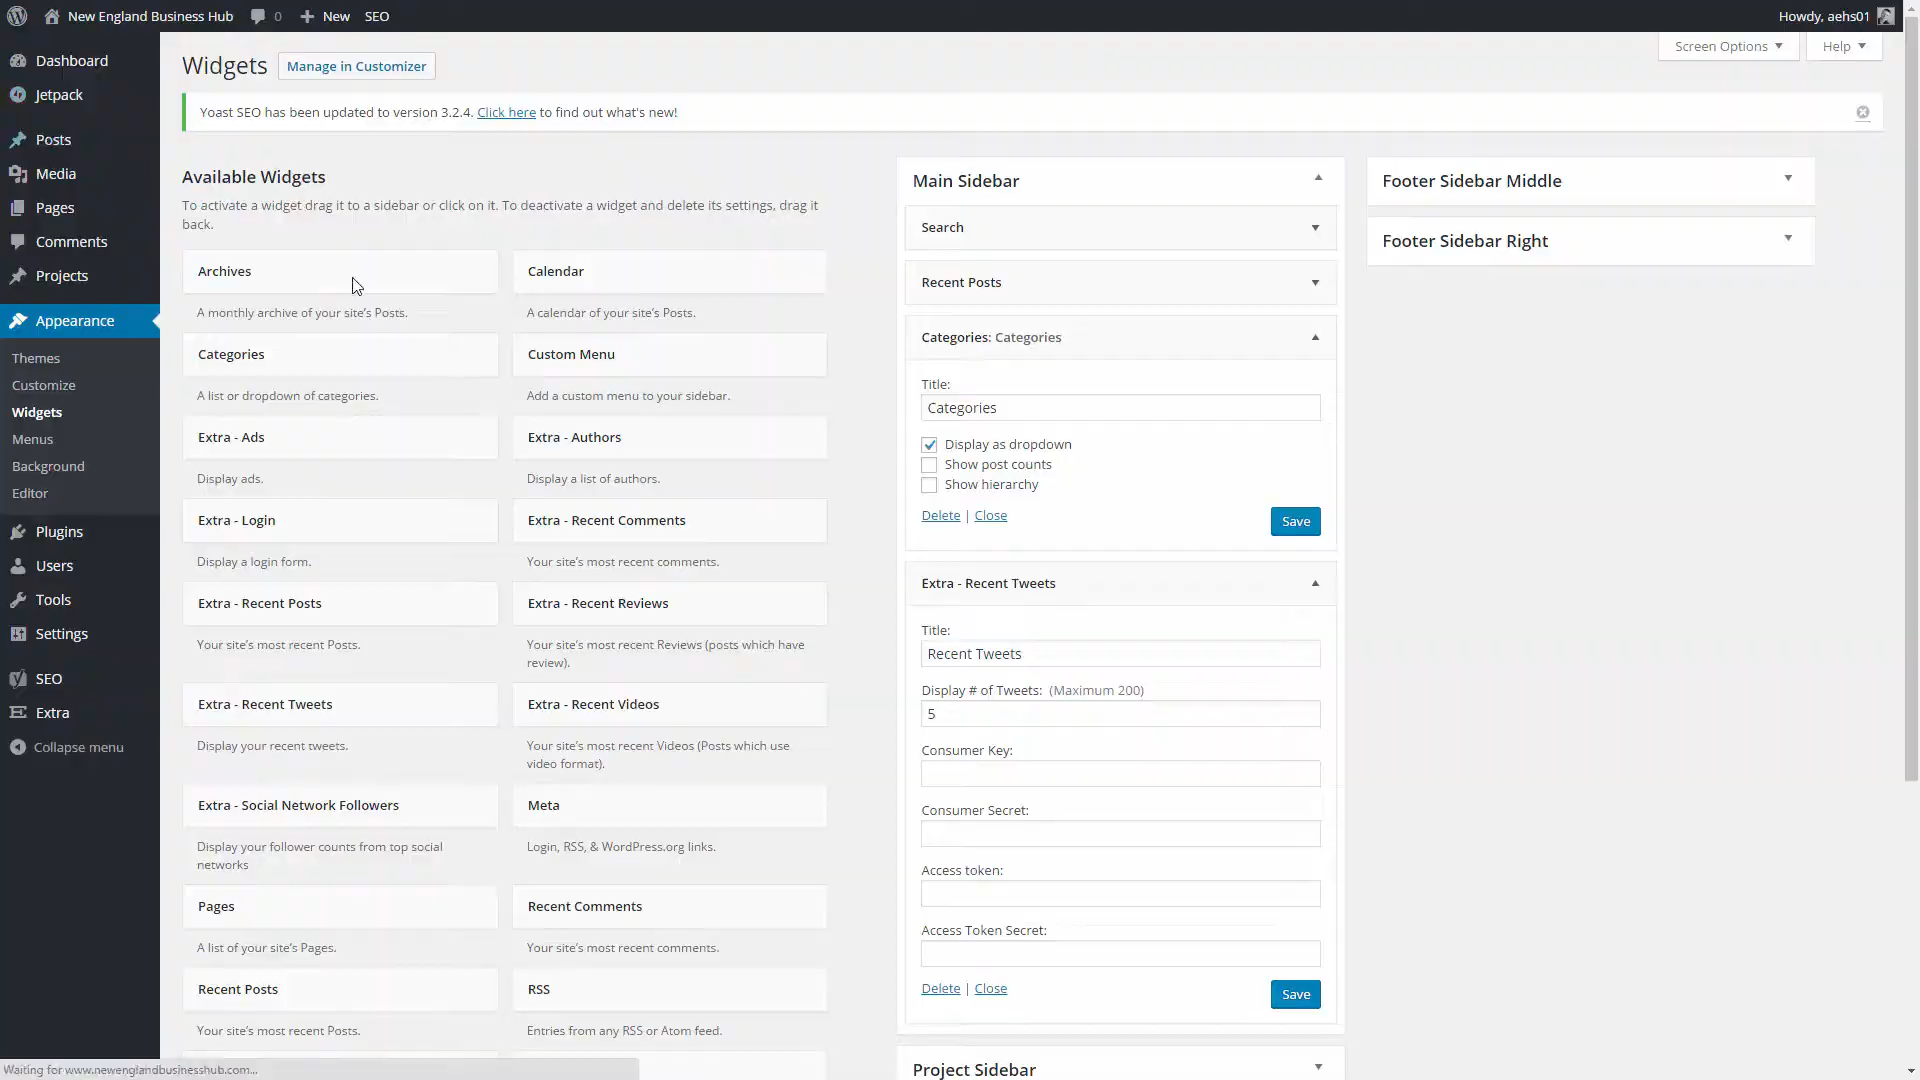 New England Business Hub 0 New SEO Howdy, aehs01
Dashboard
Jetpack
Posts
Media
Pages
Comments
Projects
Appearance
Themes
Customize
Widgets
Menus
Background
Editor
Plugins
Users
Tools
Settings
SEO
Extra
Collapse menu
Screen Options Help
Widgets Manage in Customizer
Yoast SEO has been updated to version 3.2.4. Click here to find out what's new!
Available Widgets
To activate a widget drag it to a sidebar or click on it. To deactivate a widget and delete its settings, drag it
back.
Archives
A monthly archive of your site's Posts.
Calendar
A calendar of your site's Posts.
Categories
A list or dropdown of categories.
Custom Menu
Add a custom menu to your sidebar.
Extra - Ads
Display ads.
Extra - Authors
Display a list of authors.
Extra - Login
Display a login form.
Extra - Recent Comments
Your site's most recent comments.
Extra - Recent Posts
Your site's most recent Posts.
Extra - Recent Reviews
Your site's most recent Reviews (posts which have
review).
Extra - Recent Tweets
Display your recent tweets.
Extra - Recent Videos
Your site's most recent Videos (Posts which use
video format).
Extra - Social Network Followers
Display your follower counts from top social
networks
Meta
Login, RSS, & WordPress.org links.
Pages
A list of your site's Pages.
Recent Comments
Your site's most recent comments.
Recent Posts
Your site's most recent Posts.
RSS
Entries from any RSS or Atom feed.
Main Sidebar
Search
Recent Posts
Categories: Categories
Title:
Categories
Display as dropdown
Show post counts
Show hierarchy
Delete | Close Save
Extra - Recent Tweets
Title:
Recent Tweets
Display # of Tweets: (Maximum 200)
5
Consumer Key:
Consumer Secret:
Access token:
Access Token Secret:
Delete | Close Save
Project Sidebar
Footer Sidebar Middle
Footer Sidebar Right
Waiting for www.newenglandbusinesshub.com...